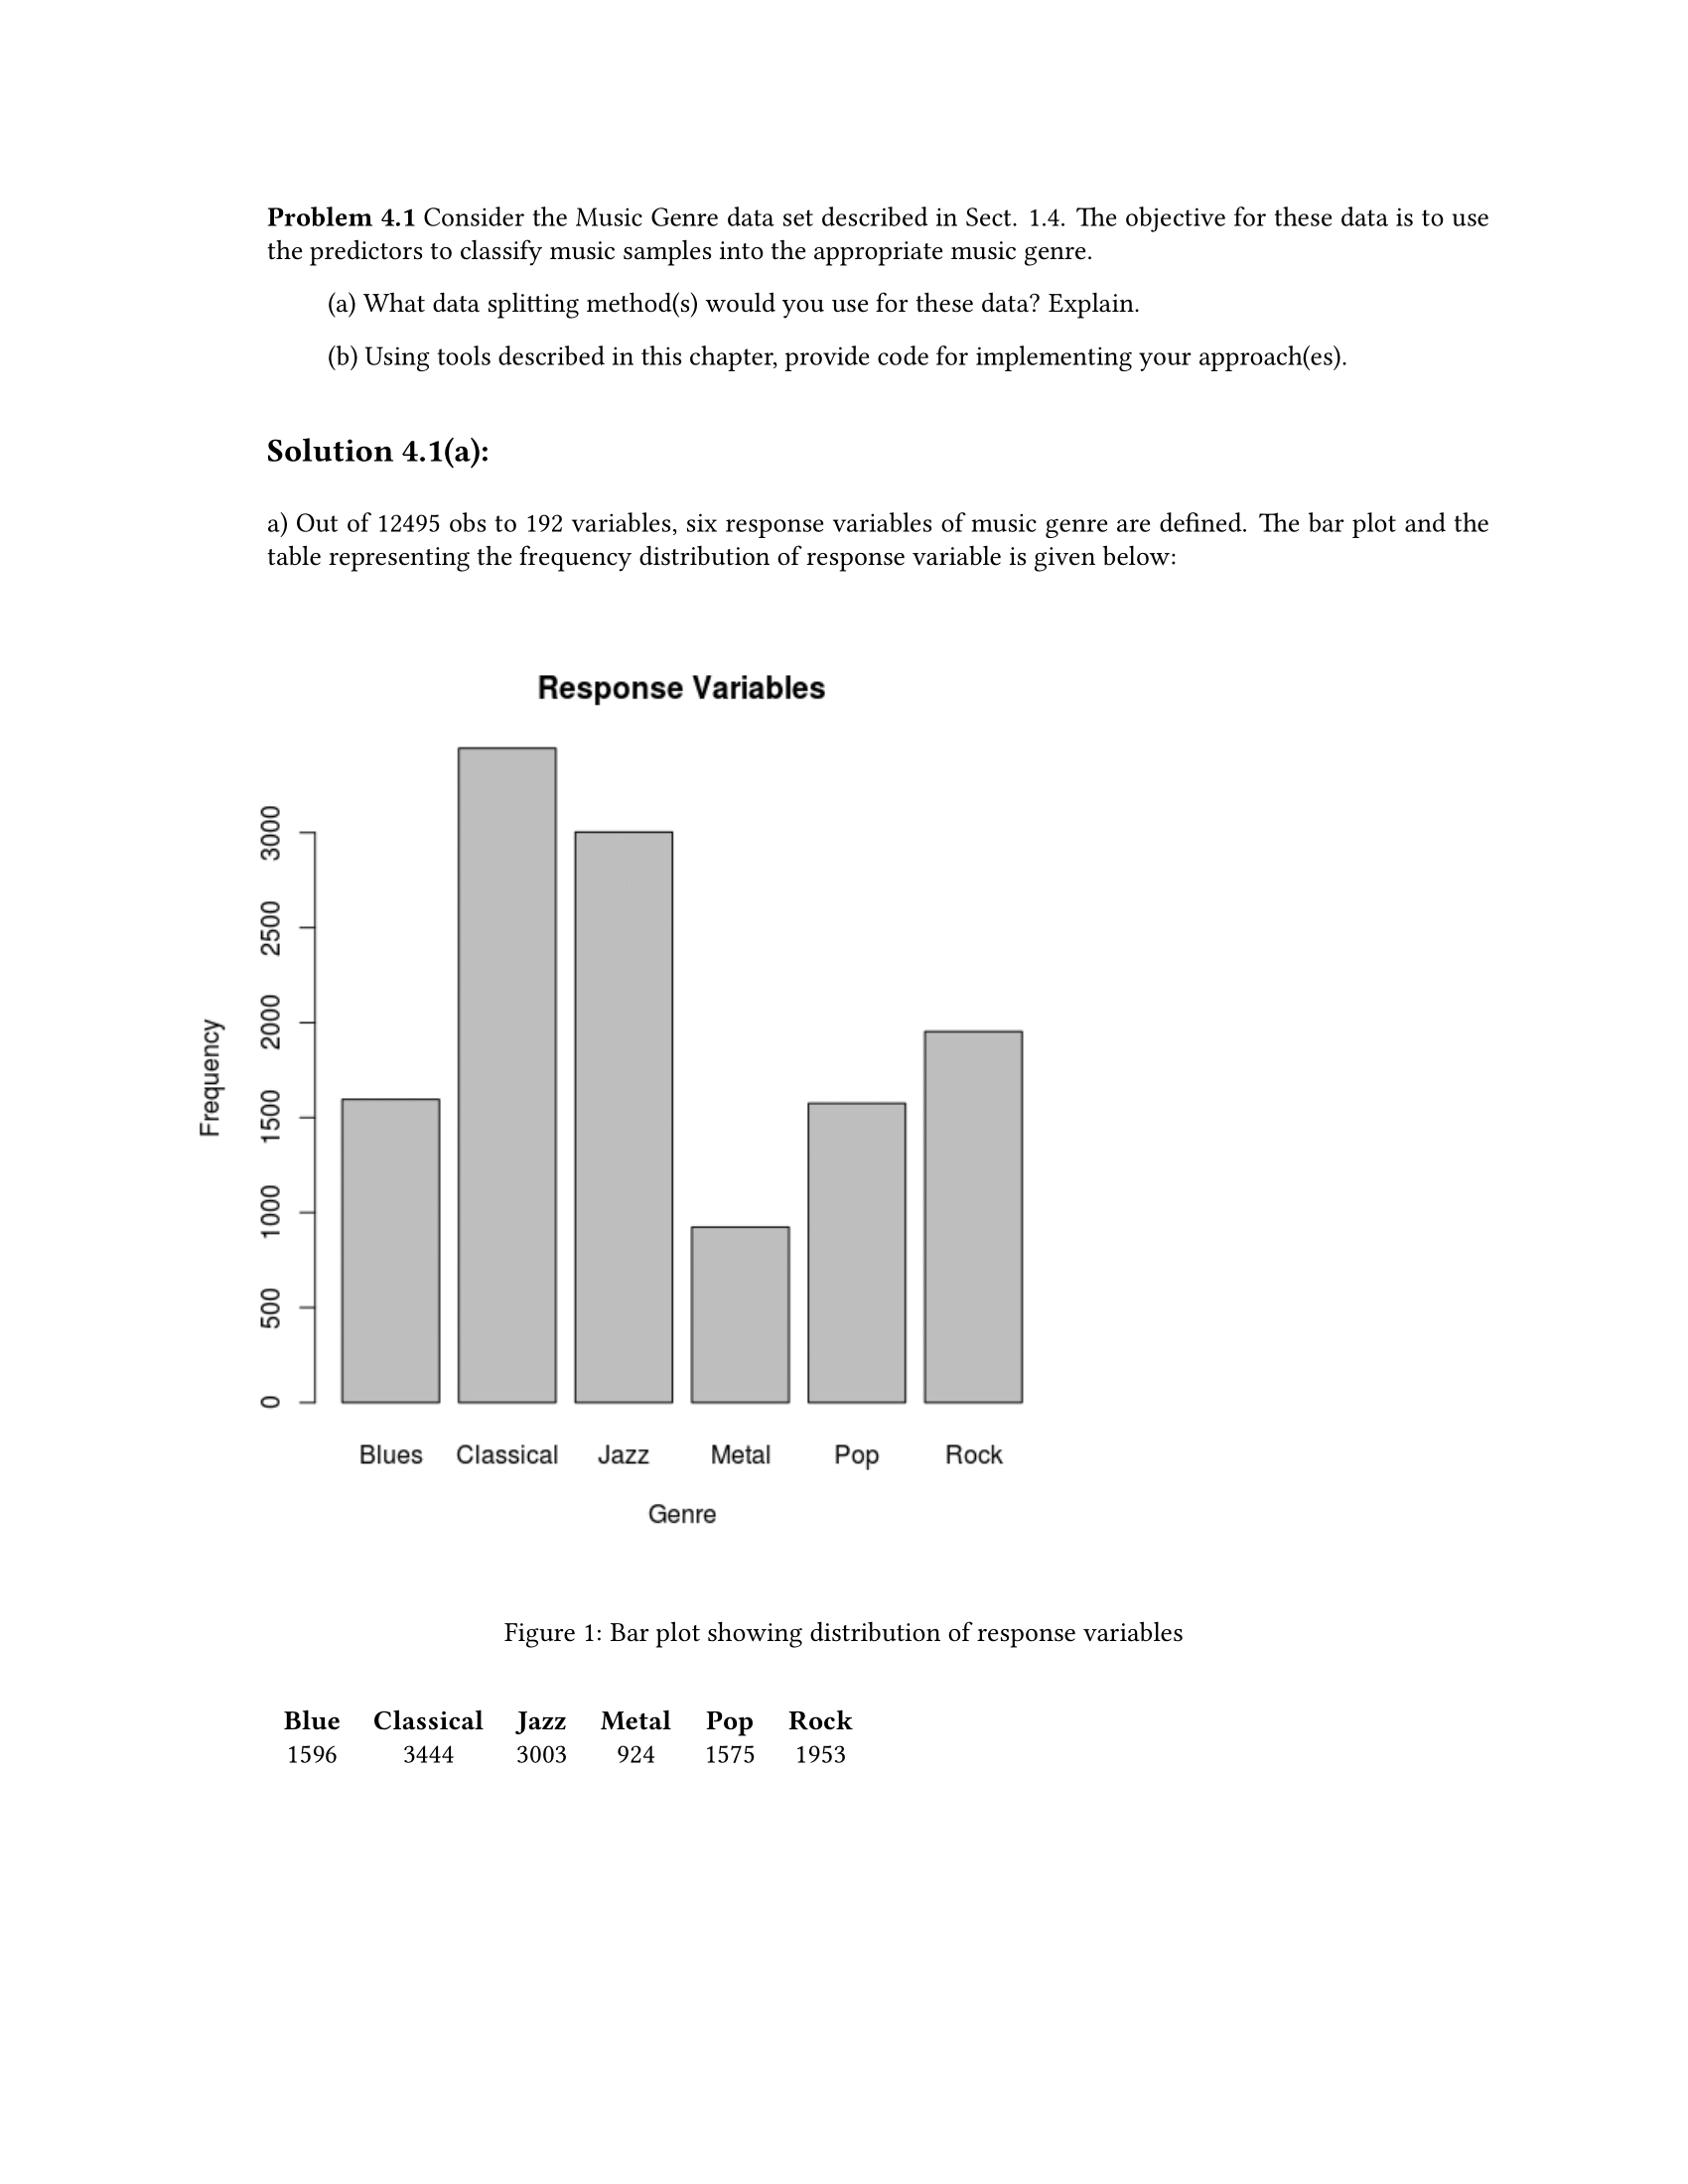 Problem 4.1 Consider the Music Genre data set described in Sect. 1.4. The objective for these data is to use
the predictors to classify music samples into the appropriate music genre.
(a) What data splitting method(s) would you use for these data? Explain.
(b) Using tools described in this chapter, provide code for implementing your approach(es).
Solution 4.1(a):
a) Out of 12495 obs to 192 variables, six response variables of music genre are defined. The bar plot and the
table representing the frequency distribution of response variable is given below:
Response Variables
Frequency
3000
2500
2000
1500
1000
500
0
Blues Classical Jazz Metal Pop Rock
Genre
Figure 1: Bar plot showing distribution of response variables
Blue Classical Jazz Metal Pop Rock
1596 3444 3003 924 1575 1953